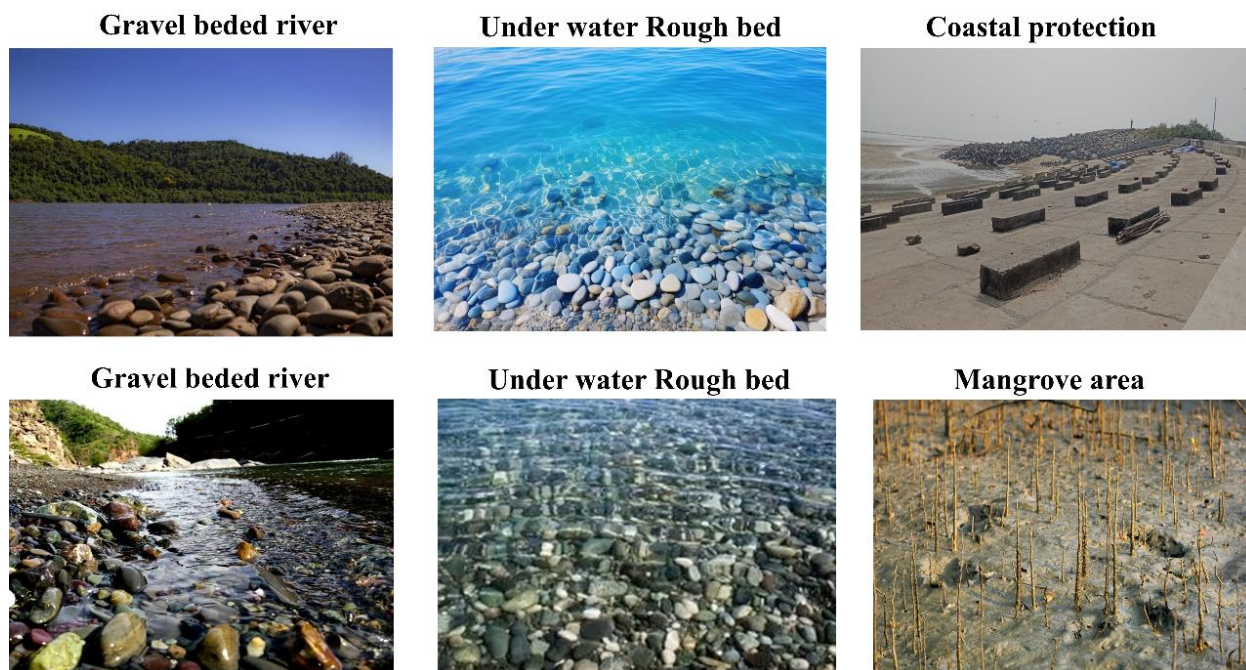 Gravel beded river
Under water Rough bed
Coastal protection
Gravel beded river
Under water Rough bed
Mangrove area